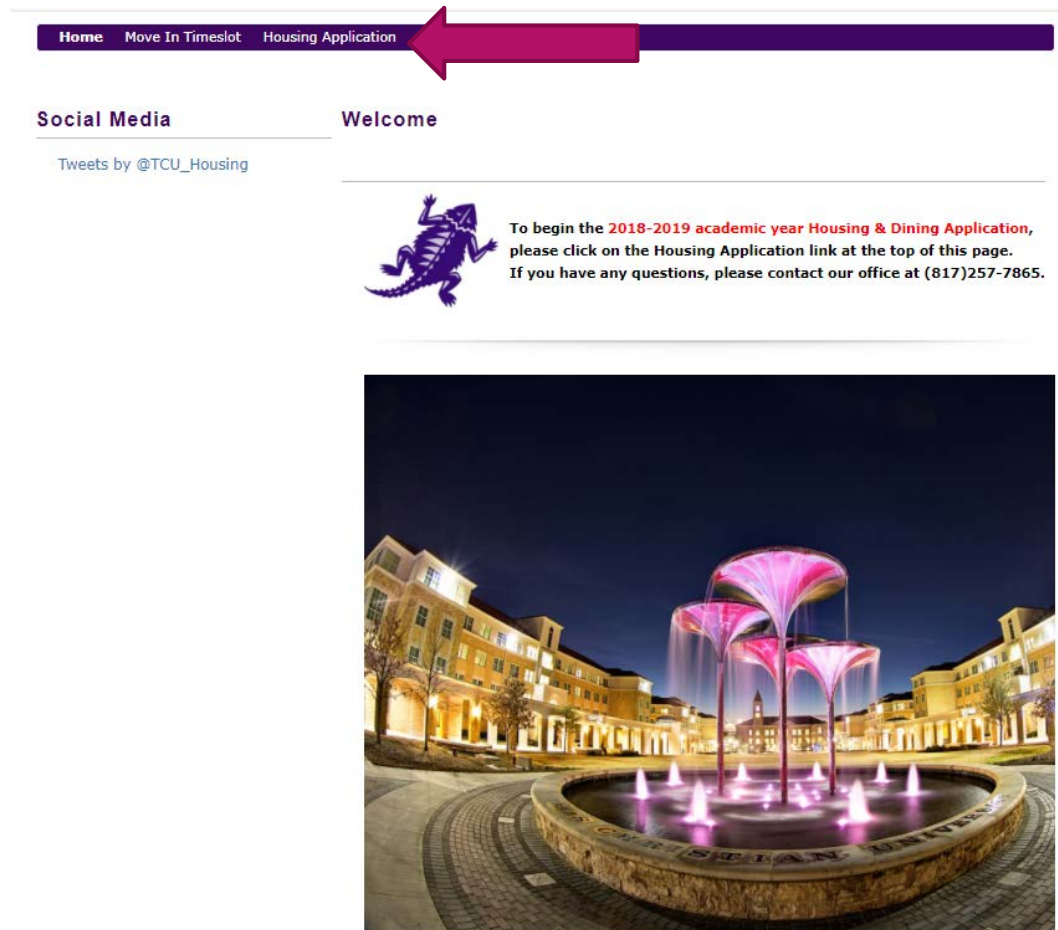 Home Move In Timeslot Housing Application
Social Media
Tweets by @TCU_Housing
Welcome
To begin the 2018-2019 academic year Housing & Dining Application,
please click on the Housing Application link at the top of this page.
If you have any questions, please contact our office at (817)257-7865.
CHRISTIAN UNIVERS